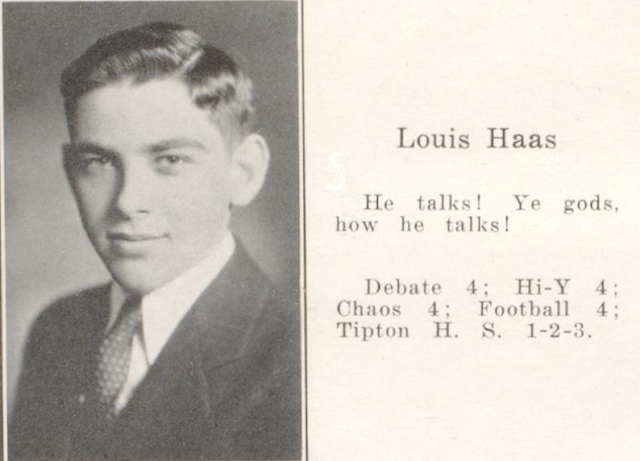 Louis Haas
He talks! Ye gods,
how he talks!
Debate 4; Hi-Y 4;
Chaos 4; Football 4;
Tipton H. S. 1-2-3.